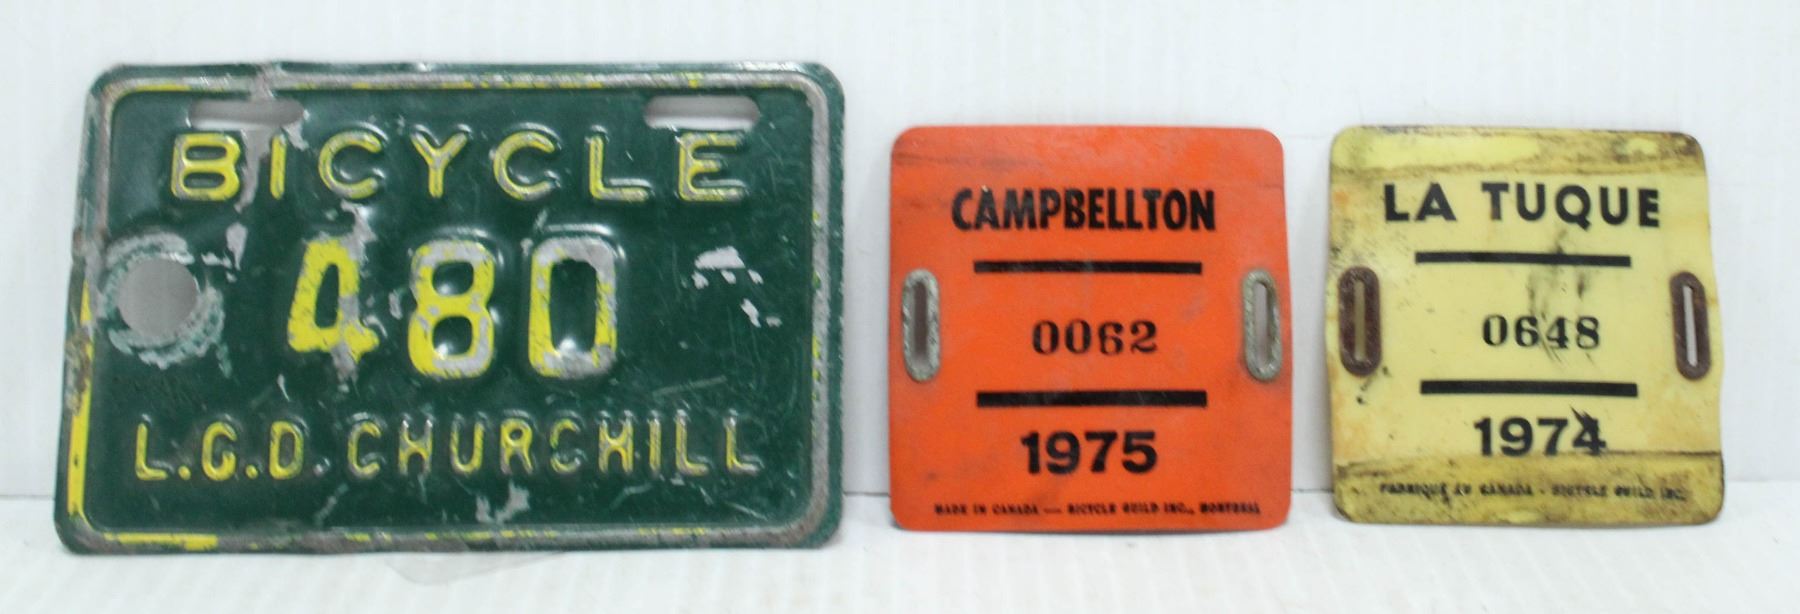 BICYCLE
480
L.G.D. CHURCHILL
CAMPBELLTON
0062
1975
MADE IN CANADA — BICYCLE GUILD INC., MONTREAL
LA TUQUE
0648
1974
FABRIQUE AU CANADA - BICYCLE GUILD INC.